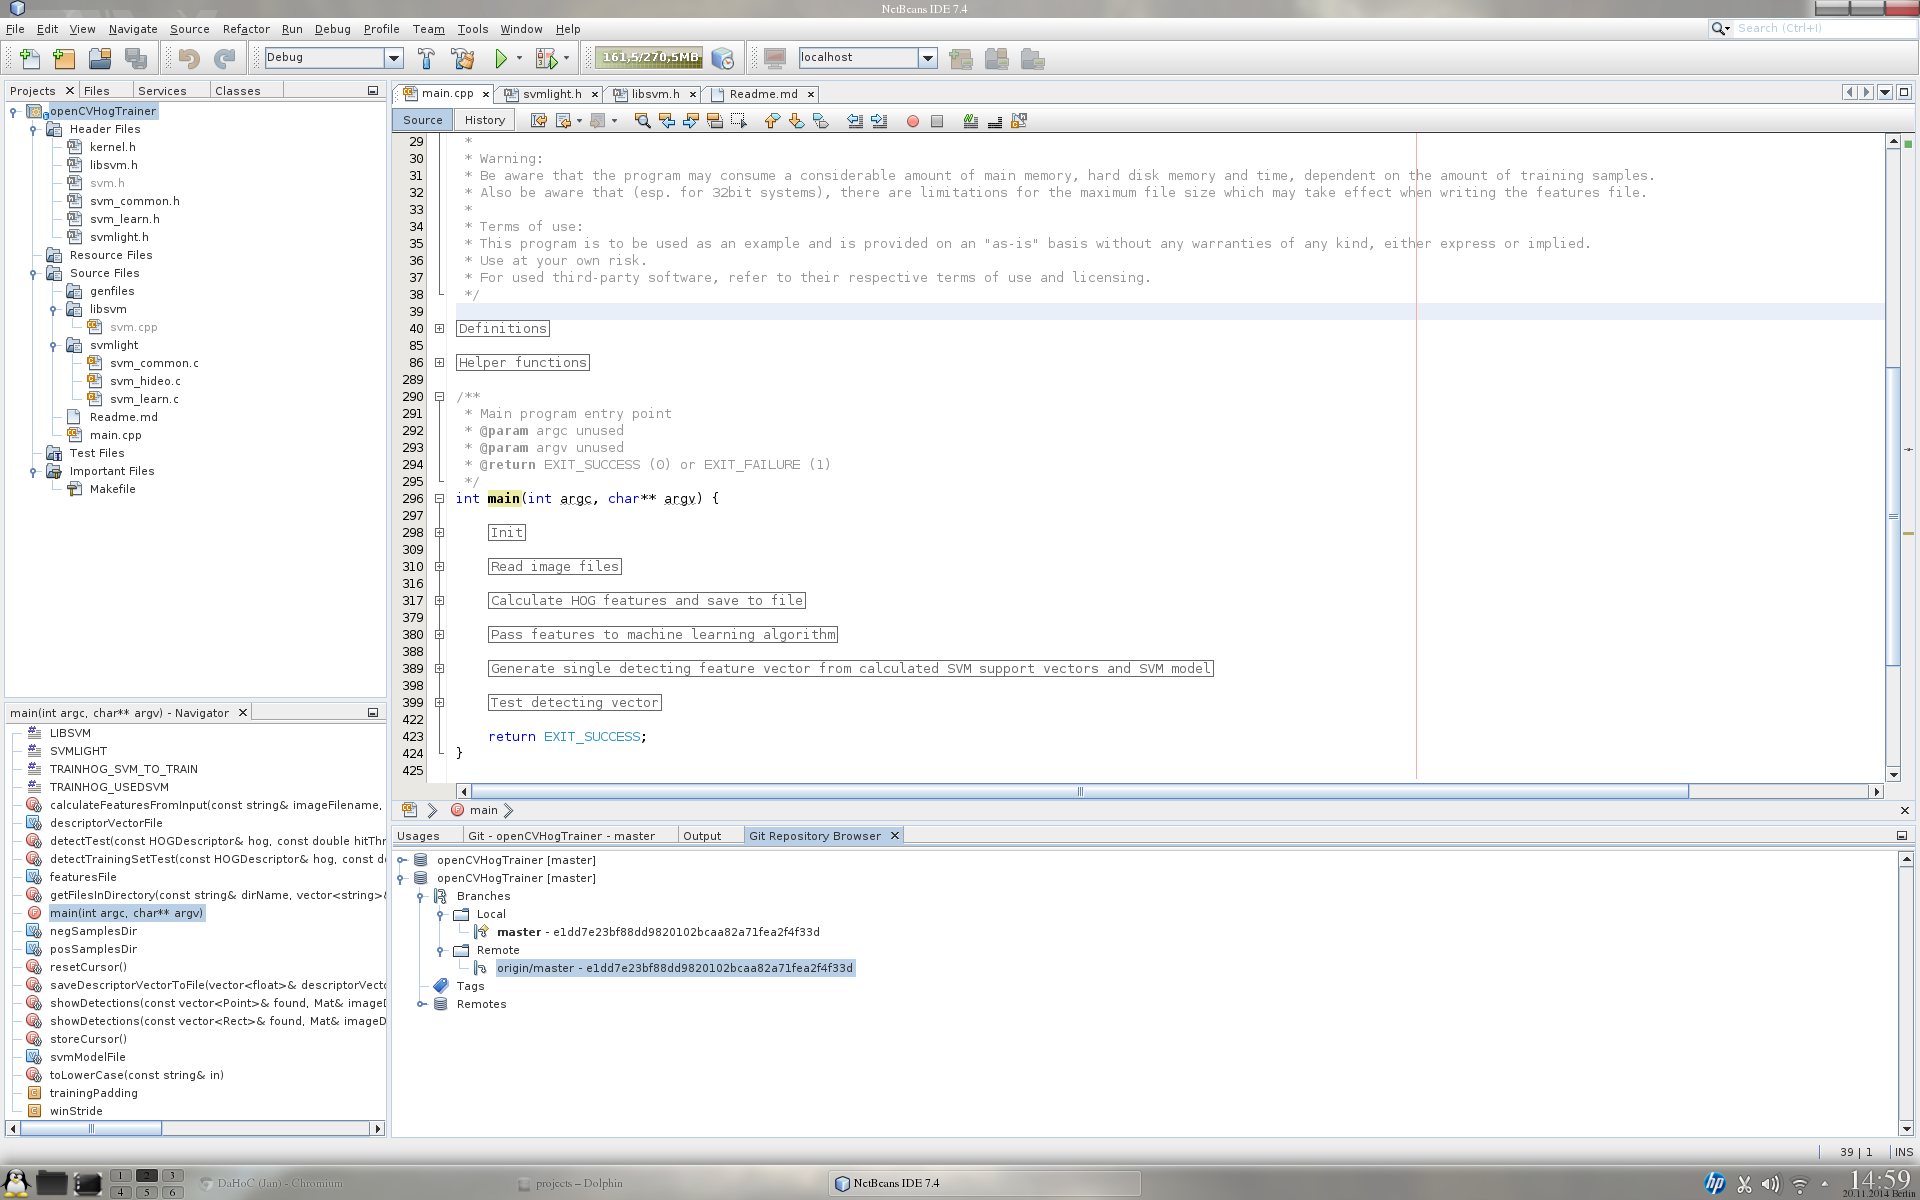 NetBeans IDE 7.4
File Edit View Navigate Source Refactor Run Debug Profile Team Tools Window Help
Search (Ctrl+I)
Debug
161,5/270,5MB
localhost
Projects Files Services Classes
openCVHogTrainer
Header Files
kernel.h
libsvm.h
svm.h
svm_common.h
svm_learn.h
svmlight.h
Resource Files
Source Files
genfiles
libsvm
svm.cpp
svmlight
svm_common.c
svm_hideo.c
svm_learn.c
Readme.md
main.cpp
Test Files
Important Files
Makefile
main(int argc, char** argv) - Navigator
LIBSVM
SVMLIGHT
TRAINHOG_SVM_TO_TRAIN
TRAINHOG_USEDSVM
calculateFeaturesFromInput(const string& imageFilename,
descriptorVectorFile
detectTest(const HOGDescriptor& hog, const double hitThr
detectTrainingSetTest(const HOGDescriptor& hog, const do
featuresFile
getFilesInDirectory(const string& dirName, vector<string>&
main(int argc, char** argv)
negSamplesDir
posSamplesDir
resetCursor()
saveDescriptorVectorToFile(vector<float>& descriptorVecto
showDetections(const vector<Point>& found, Mat& imageD
showDetections(const vector<Rect>& found, Mat& imageD
storeCursor()
svmModelFile
toLowerCase(const string& in)
trainingPadding
winStride
main.cpp svmlight.h libsvm.h Readme.md
Source History
29 *
30 * Warning:
31 * Be aware that the program may consume a considerable amount of main memory, hard disk memory and time, dependent on the amount of training samples.
32 * Also be aware that (esp. for 32bit systems), there are limitations for the maximum file size which may take effect when writing the features file.
33 *
34 * Terms of use:
35 * This program is to be used as an example and is provided on an "as-is" basis without any warranties of any kind, either express or implied.
36 * Use at your own risk.
37 * For used third-party software, refer to their respective terms of use and licensing.
38 */
39
40 Definitions
85
86 Helper functions
289
290 /**
291 * Main program entry point
292 * @param argc unused
293 * @param argv unused
294 * @return EXIT_SUCCESS (0) or EXIT_FAILURE (1)
295 */
296 int main(int argc, char** argv) {
297
298 Init
309
310 Read image files
316
317 Calculate HOG features and save to file
379
380 Pass features to machine learning algorithm
388
389 Generate single detecting feature vector from calculated SVM support vectors and SVM model
398
399 Test detecting vector
422
423 return EXIT_SUCCESS;
424 }
425
main
Usages Git - openCVHogTrainer - master Output Git Repository Browser
openCVHogTrainer [master]
openCVHogTrainer [master]
Branches
Local
master - e1dd7e23bf88dd9820102bcaa82a71fea2f4f33d
Remote
origin/master - e1dd7e23bf88dd9820102bcaa82a71fea2f4f33d
Tags
Remotes
39 | 1 INS
1 2 3
4 5 6
DaHoC (Jan) - Chromium
projects – Dolphin
NetBeans IDE 7.4
hp
14:59
20.11.2014 Berlin